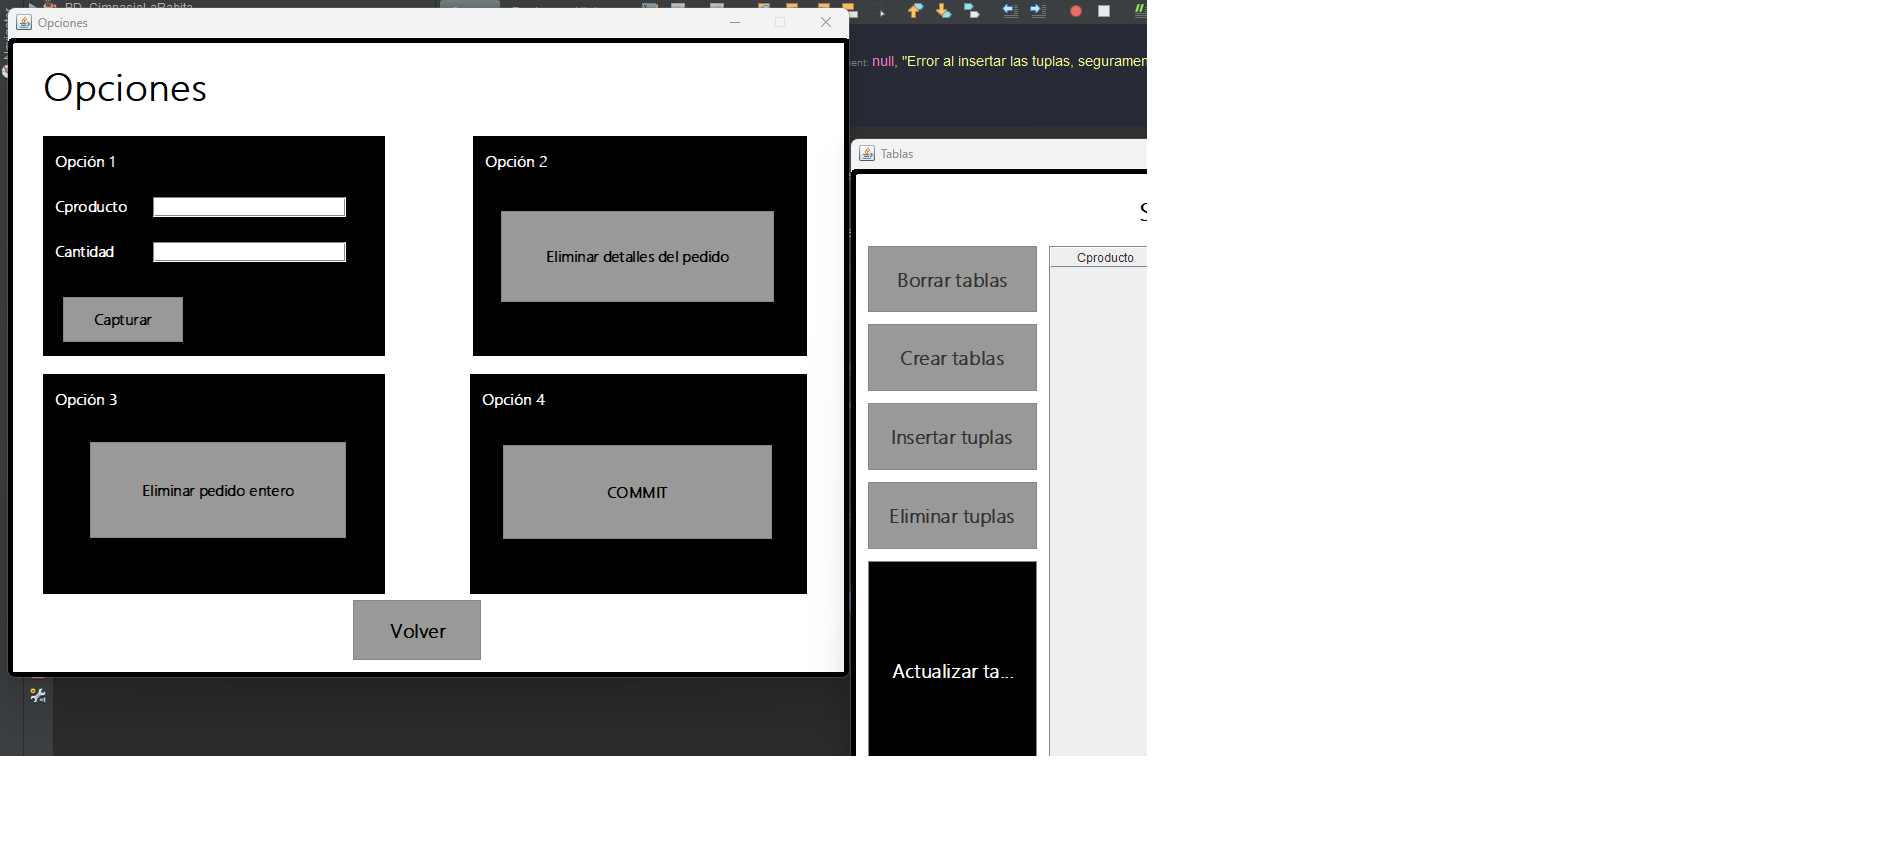 Opciones
Opciones
Opción 1
Cproducto
Cantidad
Capturar
Opción 2
Eliminar detalles del pedido
Opción 3
Eliminar pedido entero
Opción 4
COMMIT
Volver
null, "Error al insertar las tuplas, seguramen
Tablas
S
Cproducto
Borrar tablas
Crear tablas
Insertar tuplas
Eliminar tuplas
Actualizar ta...